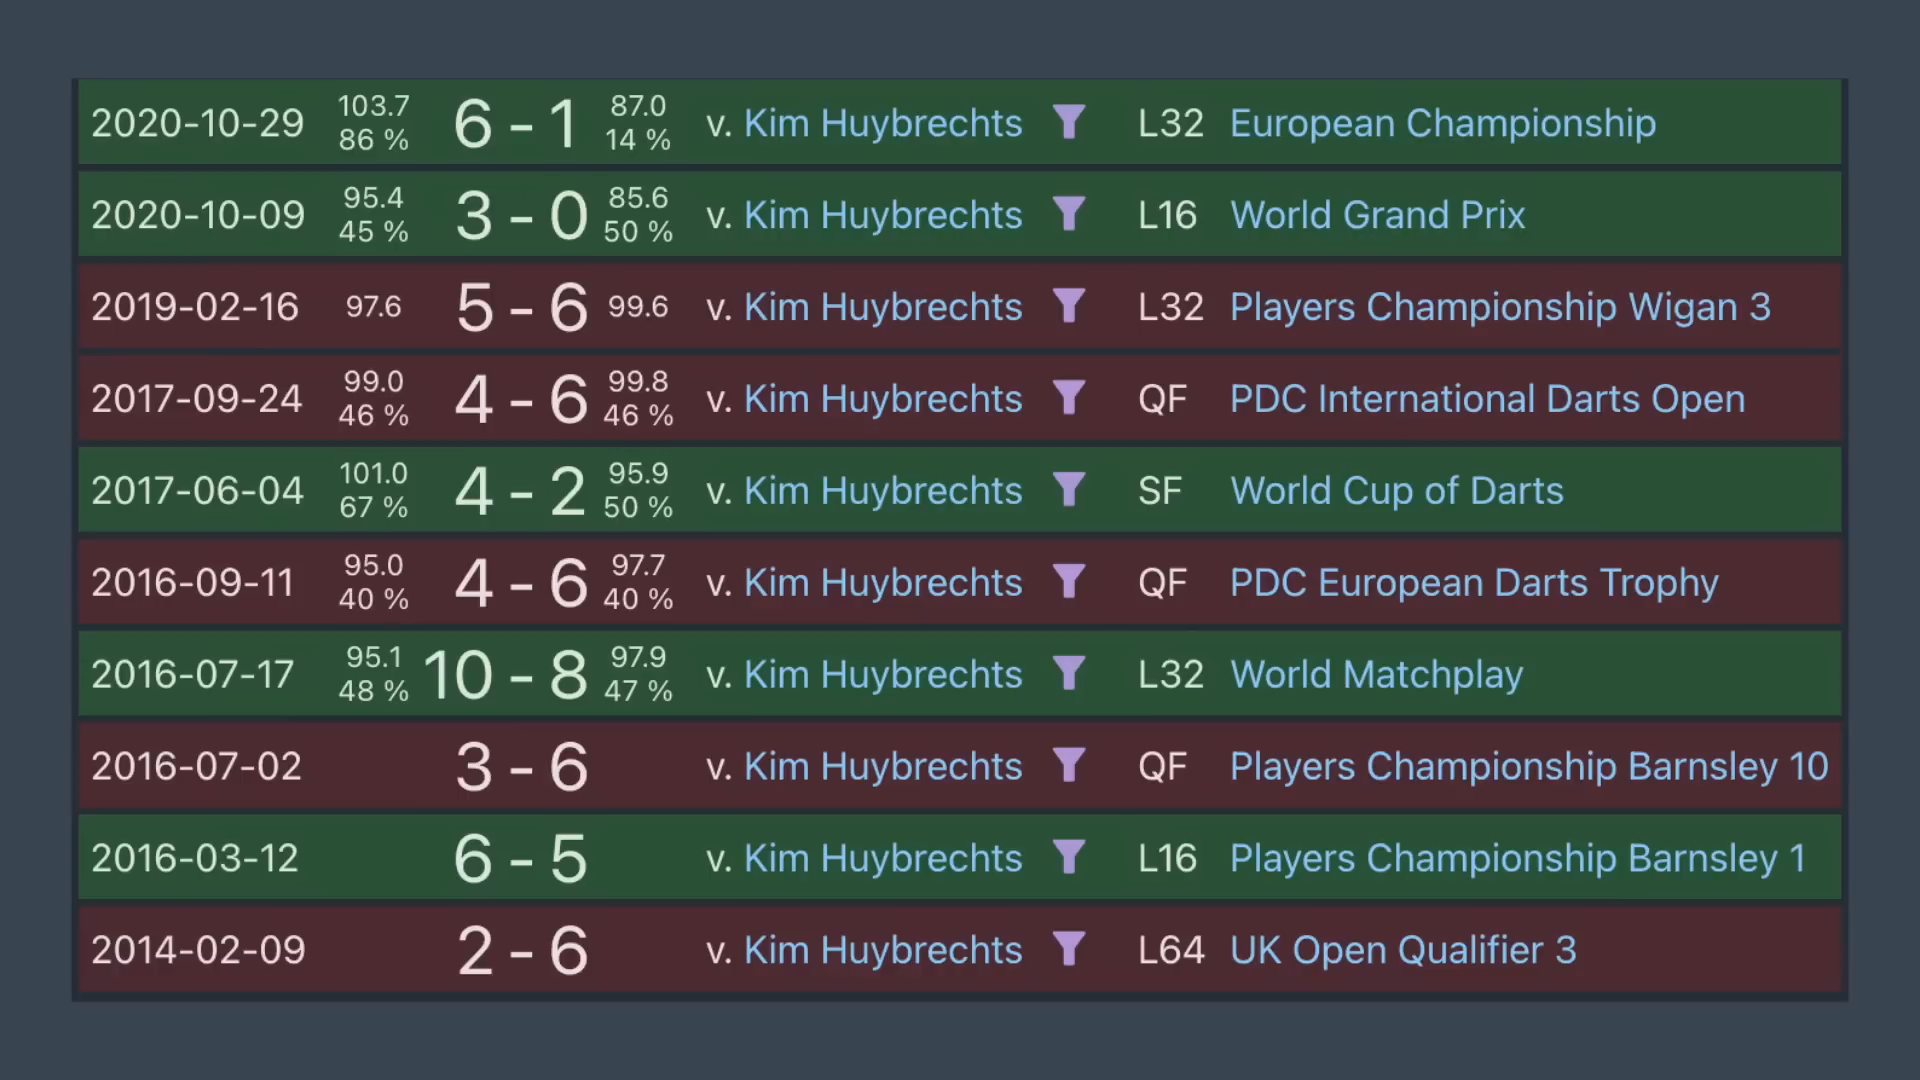 2020-10-29 103.7 86 % 6 - 1 87.0 14 % v. Kim Huybrechts L32 European Championship
2020-10-09 95.4 45 % 3 - 0 85.6 50 % v. Kim Huybrechts L16 World Grand Prix
2019-02-16 97.6 5 - 6 99.6 v. Kim Huybrechts L32 Players Championship Wigan 3
2017-09-24 99.0 46 % 4 - 6 99.8 46 % v. Kim Huybrechts QF PDC International Darts Open
2017-06-04 101.0 67 % 4 - 2 95.9 50 % v. Kim Huybrechts SF World Cup of Darts
2016-09-11 95.0 40 % 4 - 6 97.7 40 % v. Kim Huybrechts QF PDC European Darts Trophy
2016-07-17 95.1 48 % 10 - 8 97.9 47 % v. Kim Huybrechts L32 World Matchplay
2016-07-02 3 - 6 v. Kim Huybrechts QF Players Championship Barnsley 10
2016-03-12 6 - 5 v. Kim Huybrechts L16 Players Championship Barnsley 1
2014-02-09 2 - 6 v. Kim Huybrechts L64 UK Open Qualifier 3